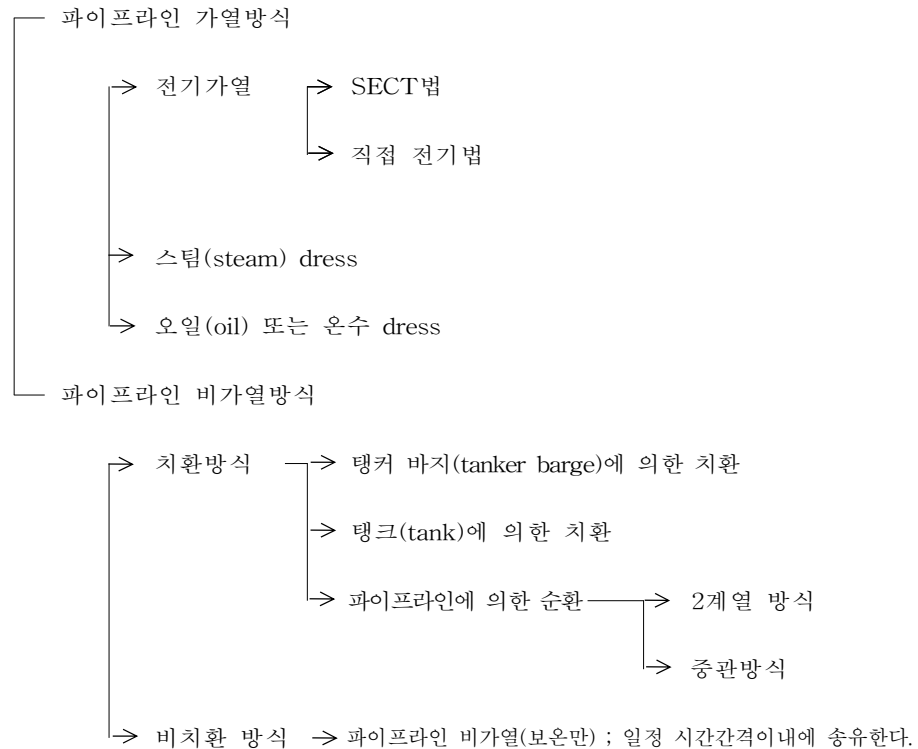 파이프라인 가열방식
전기가열 SECT법
직접 전기법
스팀(steam) dress
오일(oil) 또는 온수 dress
파이프라인 비가열방식
치환방식 탱커 바지(tanker barge)에 의한 치환
탱크(tank)에 의한 치환
파이프라인에 의한 순환 2계열 방식
중관방식
비치환 방식 파이프라인 비가열(보온만) ; 일정 시간간격이내에 송유한다.